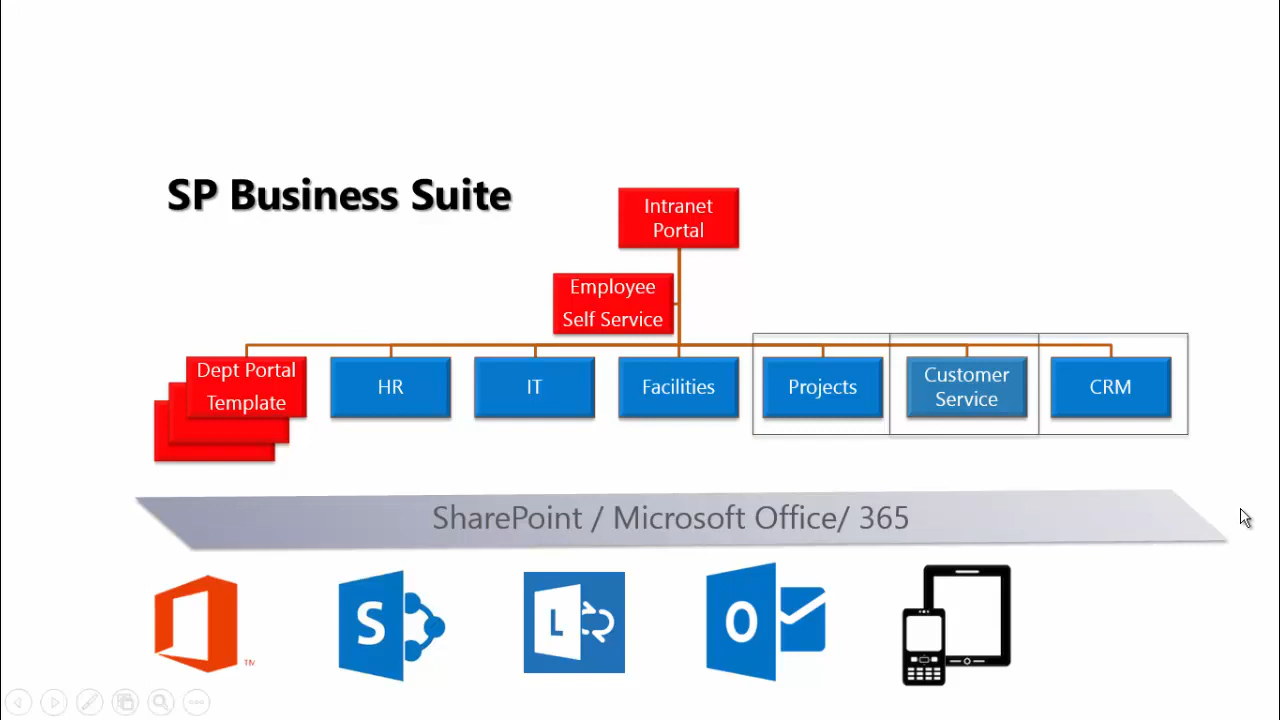 SP Business Suite
Intranet
Portal
Employee
Self Service
Dept Portal
Template
HR
IT
Facilities
Projects
Customer
Service
CRM
SharePoint / Microsoft Office/ 365
TM
S
L
O